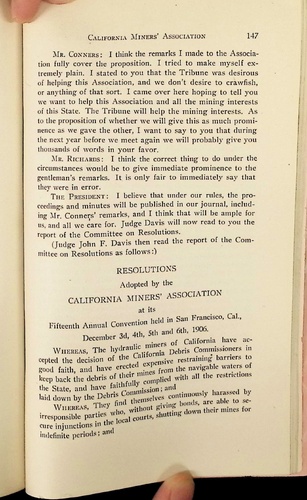 CALIFORNIA MINERS' ASSOCIATION 147
MR. CONNERS: I think the remarks I made to the Associa-
tion fully cover the proposition. I tried to make myself ex-
tremely plain. I stated to you that the Tribune was desirous
of helping this Association, and we don't desire to crawfish,
or anything of that sort. I came over here hoping to tell you
we want to help this Association and all the mining interests
of this State. The Tribune will help the mining interests. As
to the proposition of whether we will give this as much prom-
inence as we gave the other, I want to say to you that during
the next year before we meet again we will probably give you
thousands of words in your favor.
MR. RICHARDS: I think the correct thing to do under the
circumstances would be to give immediate prominence to the
gentleman's remarks. It is only fair to immediately say that
they were in error.
THE PRESIDENT: I believe that under our rules, the pro-
ceedings and minutes will be published in our journal, includ-
ing Mr. Conners' remarks, and I think that will be ample for
us, and all we care for. Judge Davis will now read to you the
report of the Committee on Resolutions.
(Judge John F. Davis then read the report of the Com-
mittee on Resolutions as follows:)
RESOLUTIONS
Adopted by the
CALIFORNIA MINERS' ASSOCIATION
at its
Fifteenth Annual Convention held in San Francisco, Cal.,
December 3d, 4th, 5th and 6th, 1906.
WHEREAS, The hydraulic miners of California have ac-
cepted the decision of the California Debris Commissioners in
good faith, and have erected expensive restraining barriers to
keep back the debris of their mines from the navigable waters of
the State, and have faithfully complied with all the restrictions
laid down by the Debris Commission; and
WHEREAS, They find themselves continuously harassed by
irresponsible parties who, without giving bonds, are able to se-
cure injunctions in the local courts, shutting down their mines for
indefinite periods; and